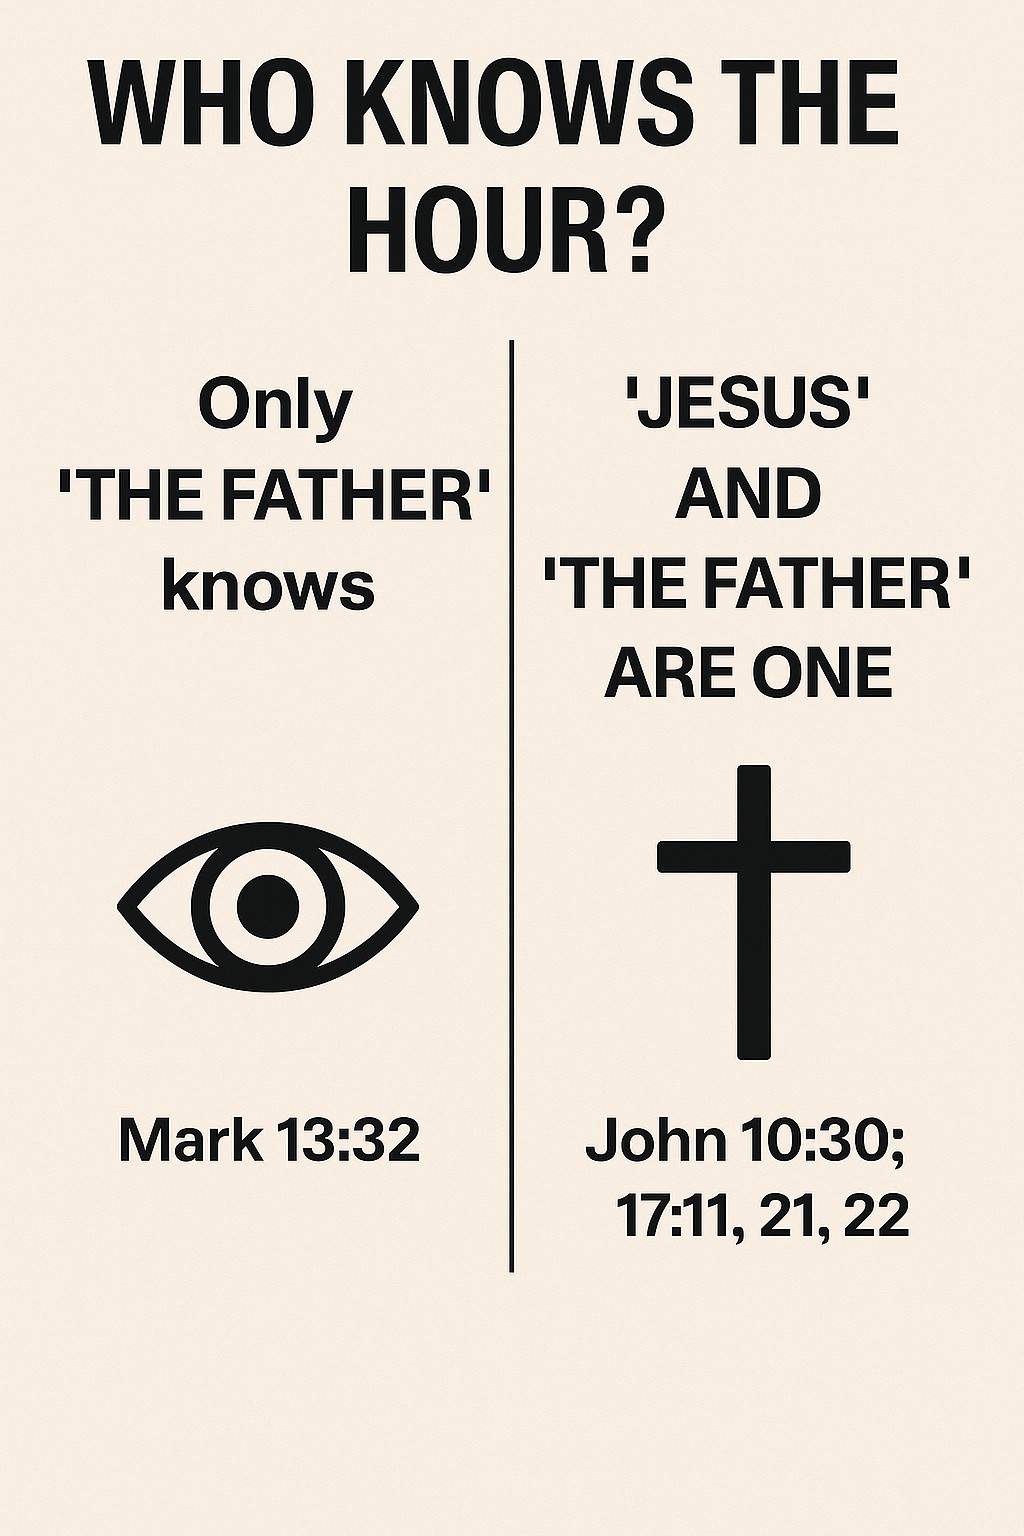 WHO KNOWS THE
HOUR?
Only
'THE FATHER'
knows
Mark 13:32
'JESUS'
AND
'THE FATHER'
ARE ONE
John 10:30;
17:11, 21, 22